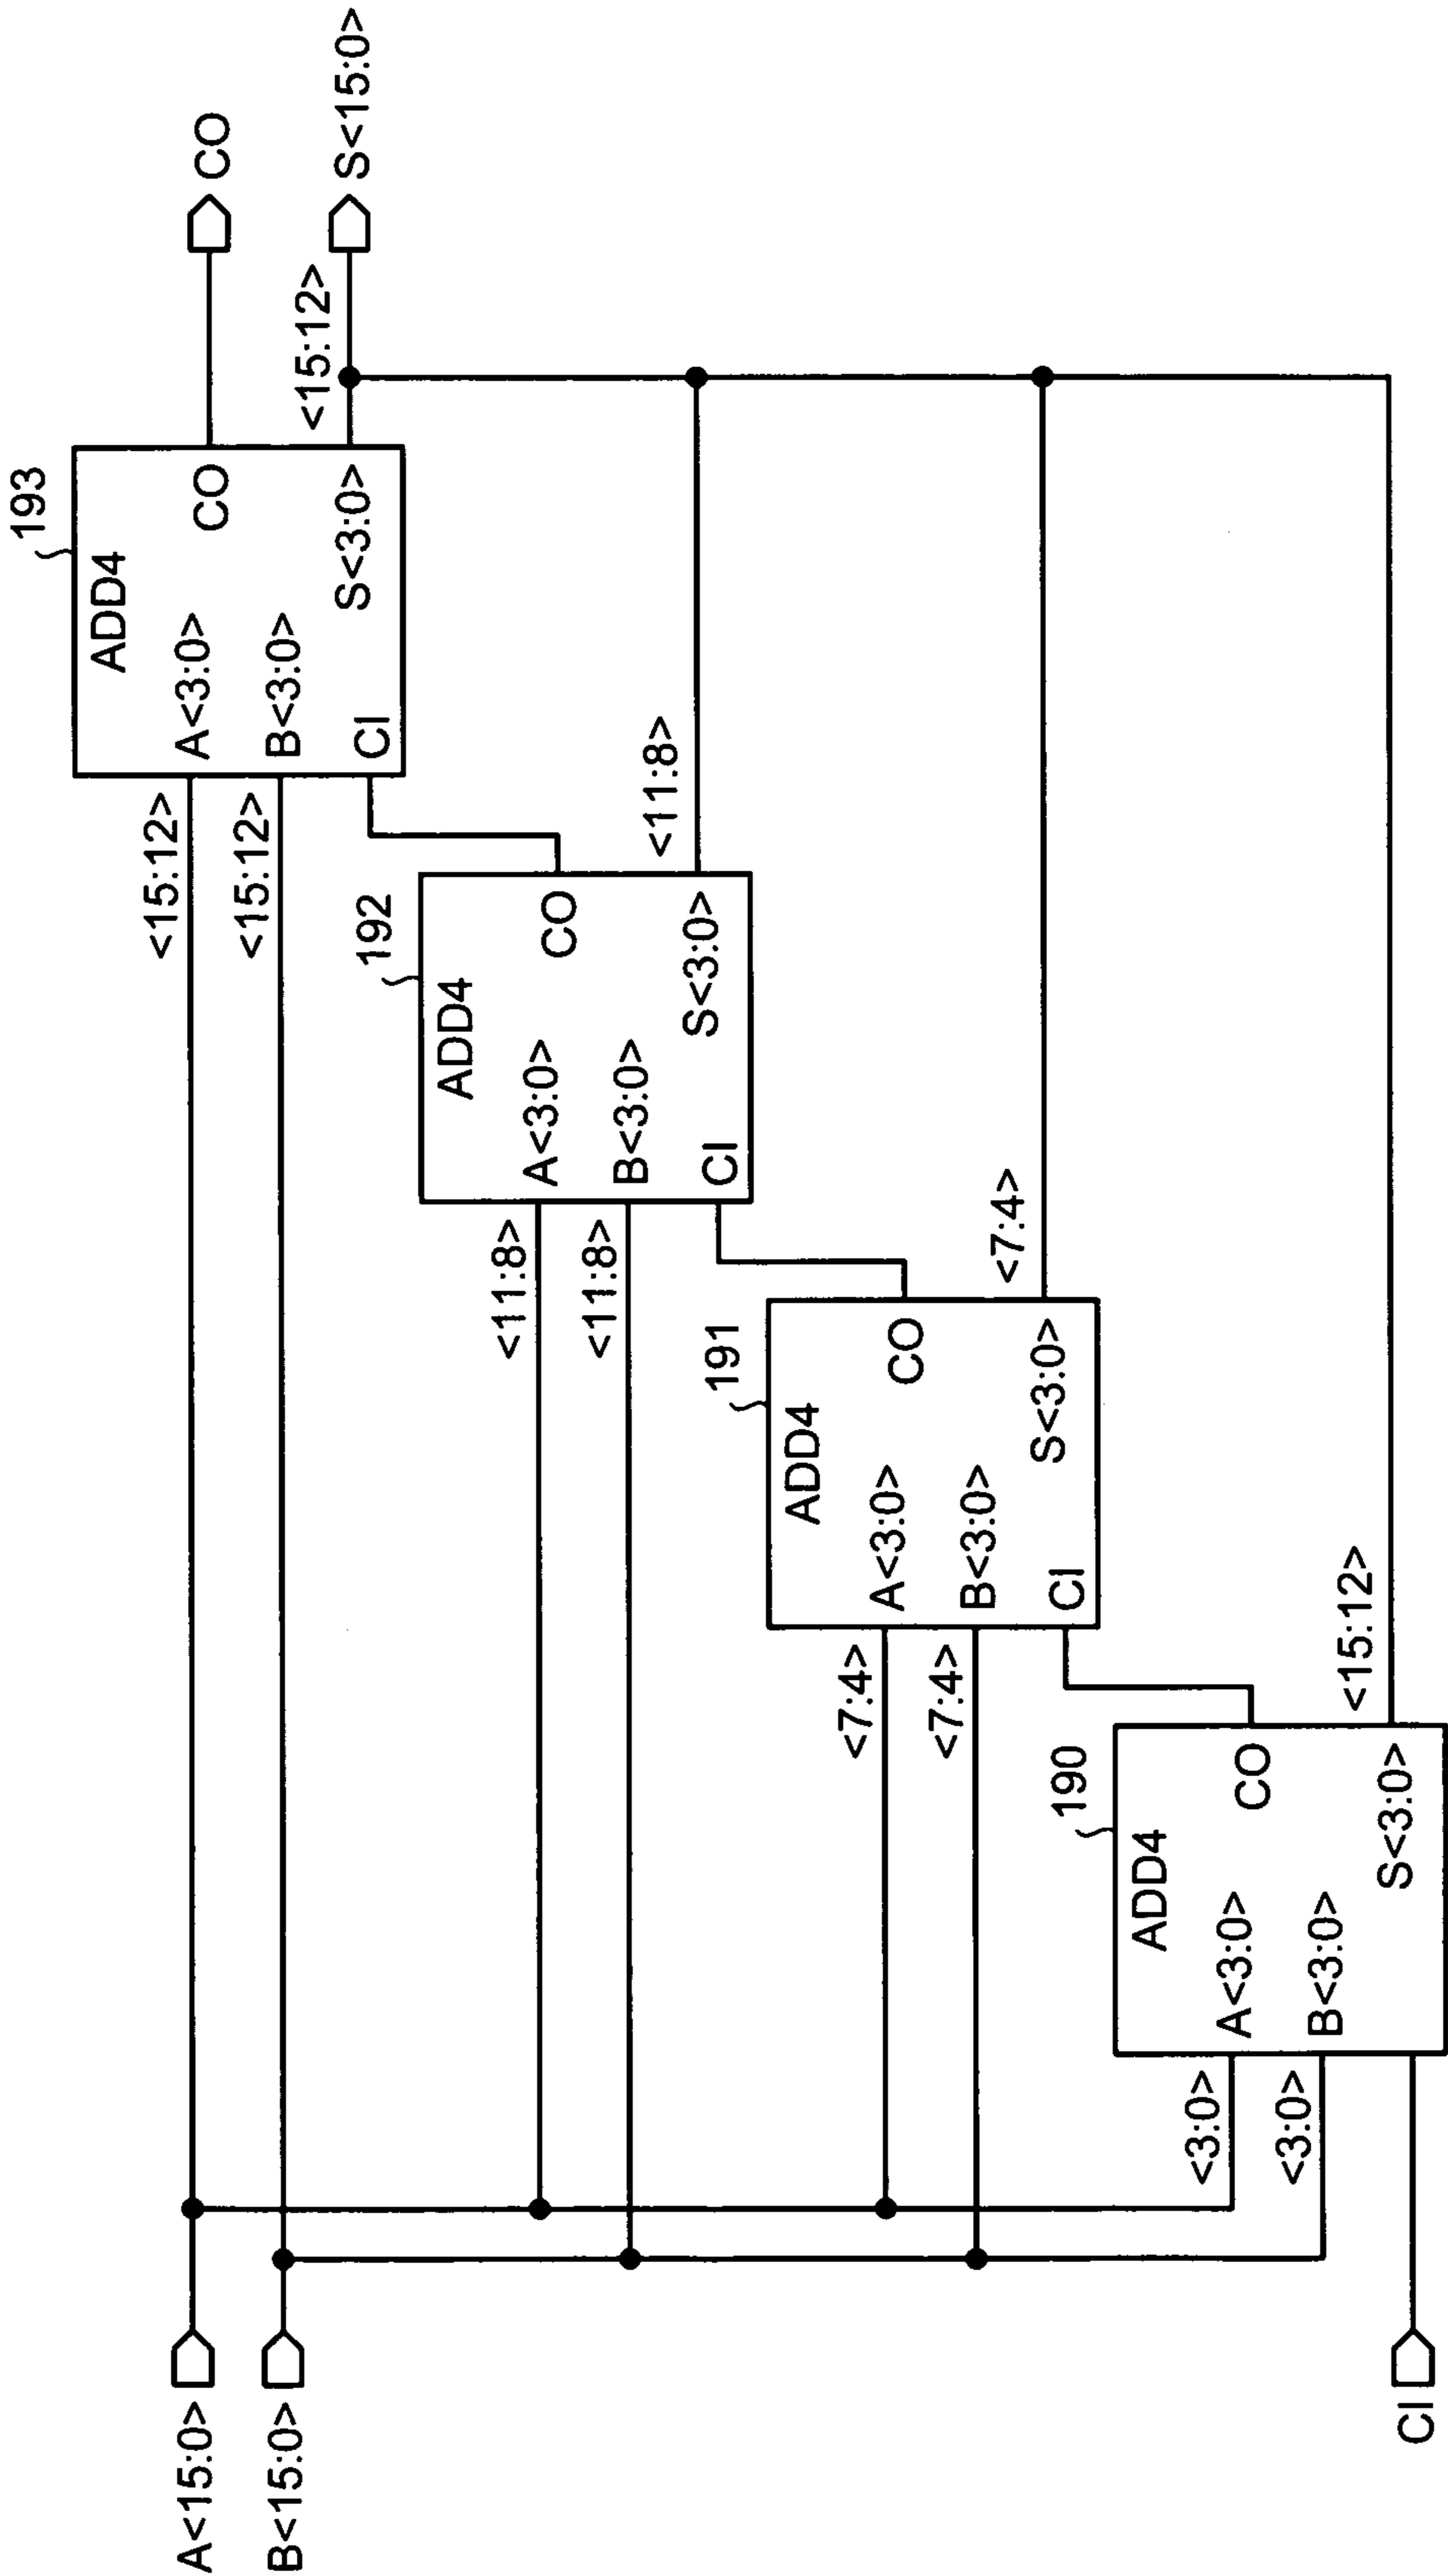 193
ADD4
<15:12>
A<3:0>
CO
CO
A<15:0>
<15:12>
B<3:0>
<15:12>
S<15:0>
B<15:0>
CI
S<3:0>
192
ADD4
<11:8>
A<3:0>
CO
<11:8>
<11:8>
B<3:0>
CI
S<3:0>
191
ADD4
<7:4>
A<3:0>
CO
<7:4>
<7:4>
B<3:0>
CI
S<3:0>
190
ADD4
<3:0>
A<3:0>
CO
<15:12>
<3:0>
B<3:0>
S<3:0>
CI